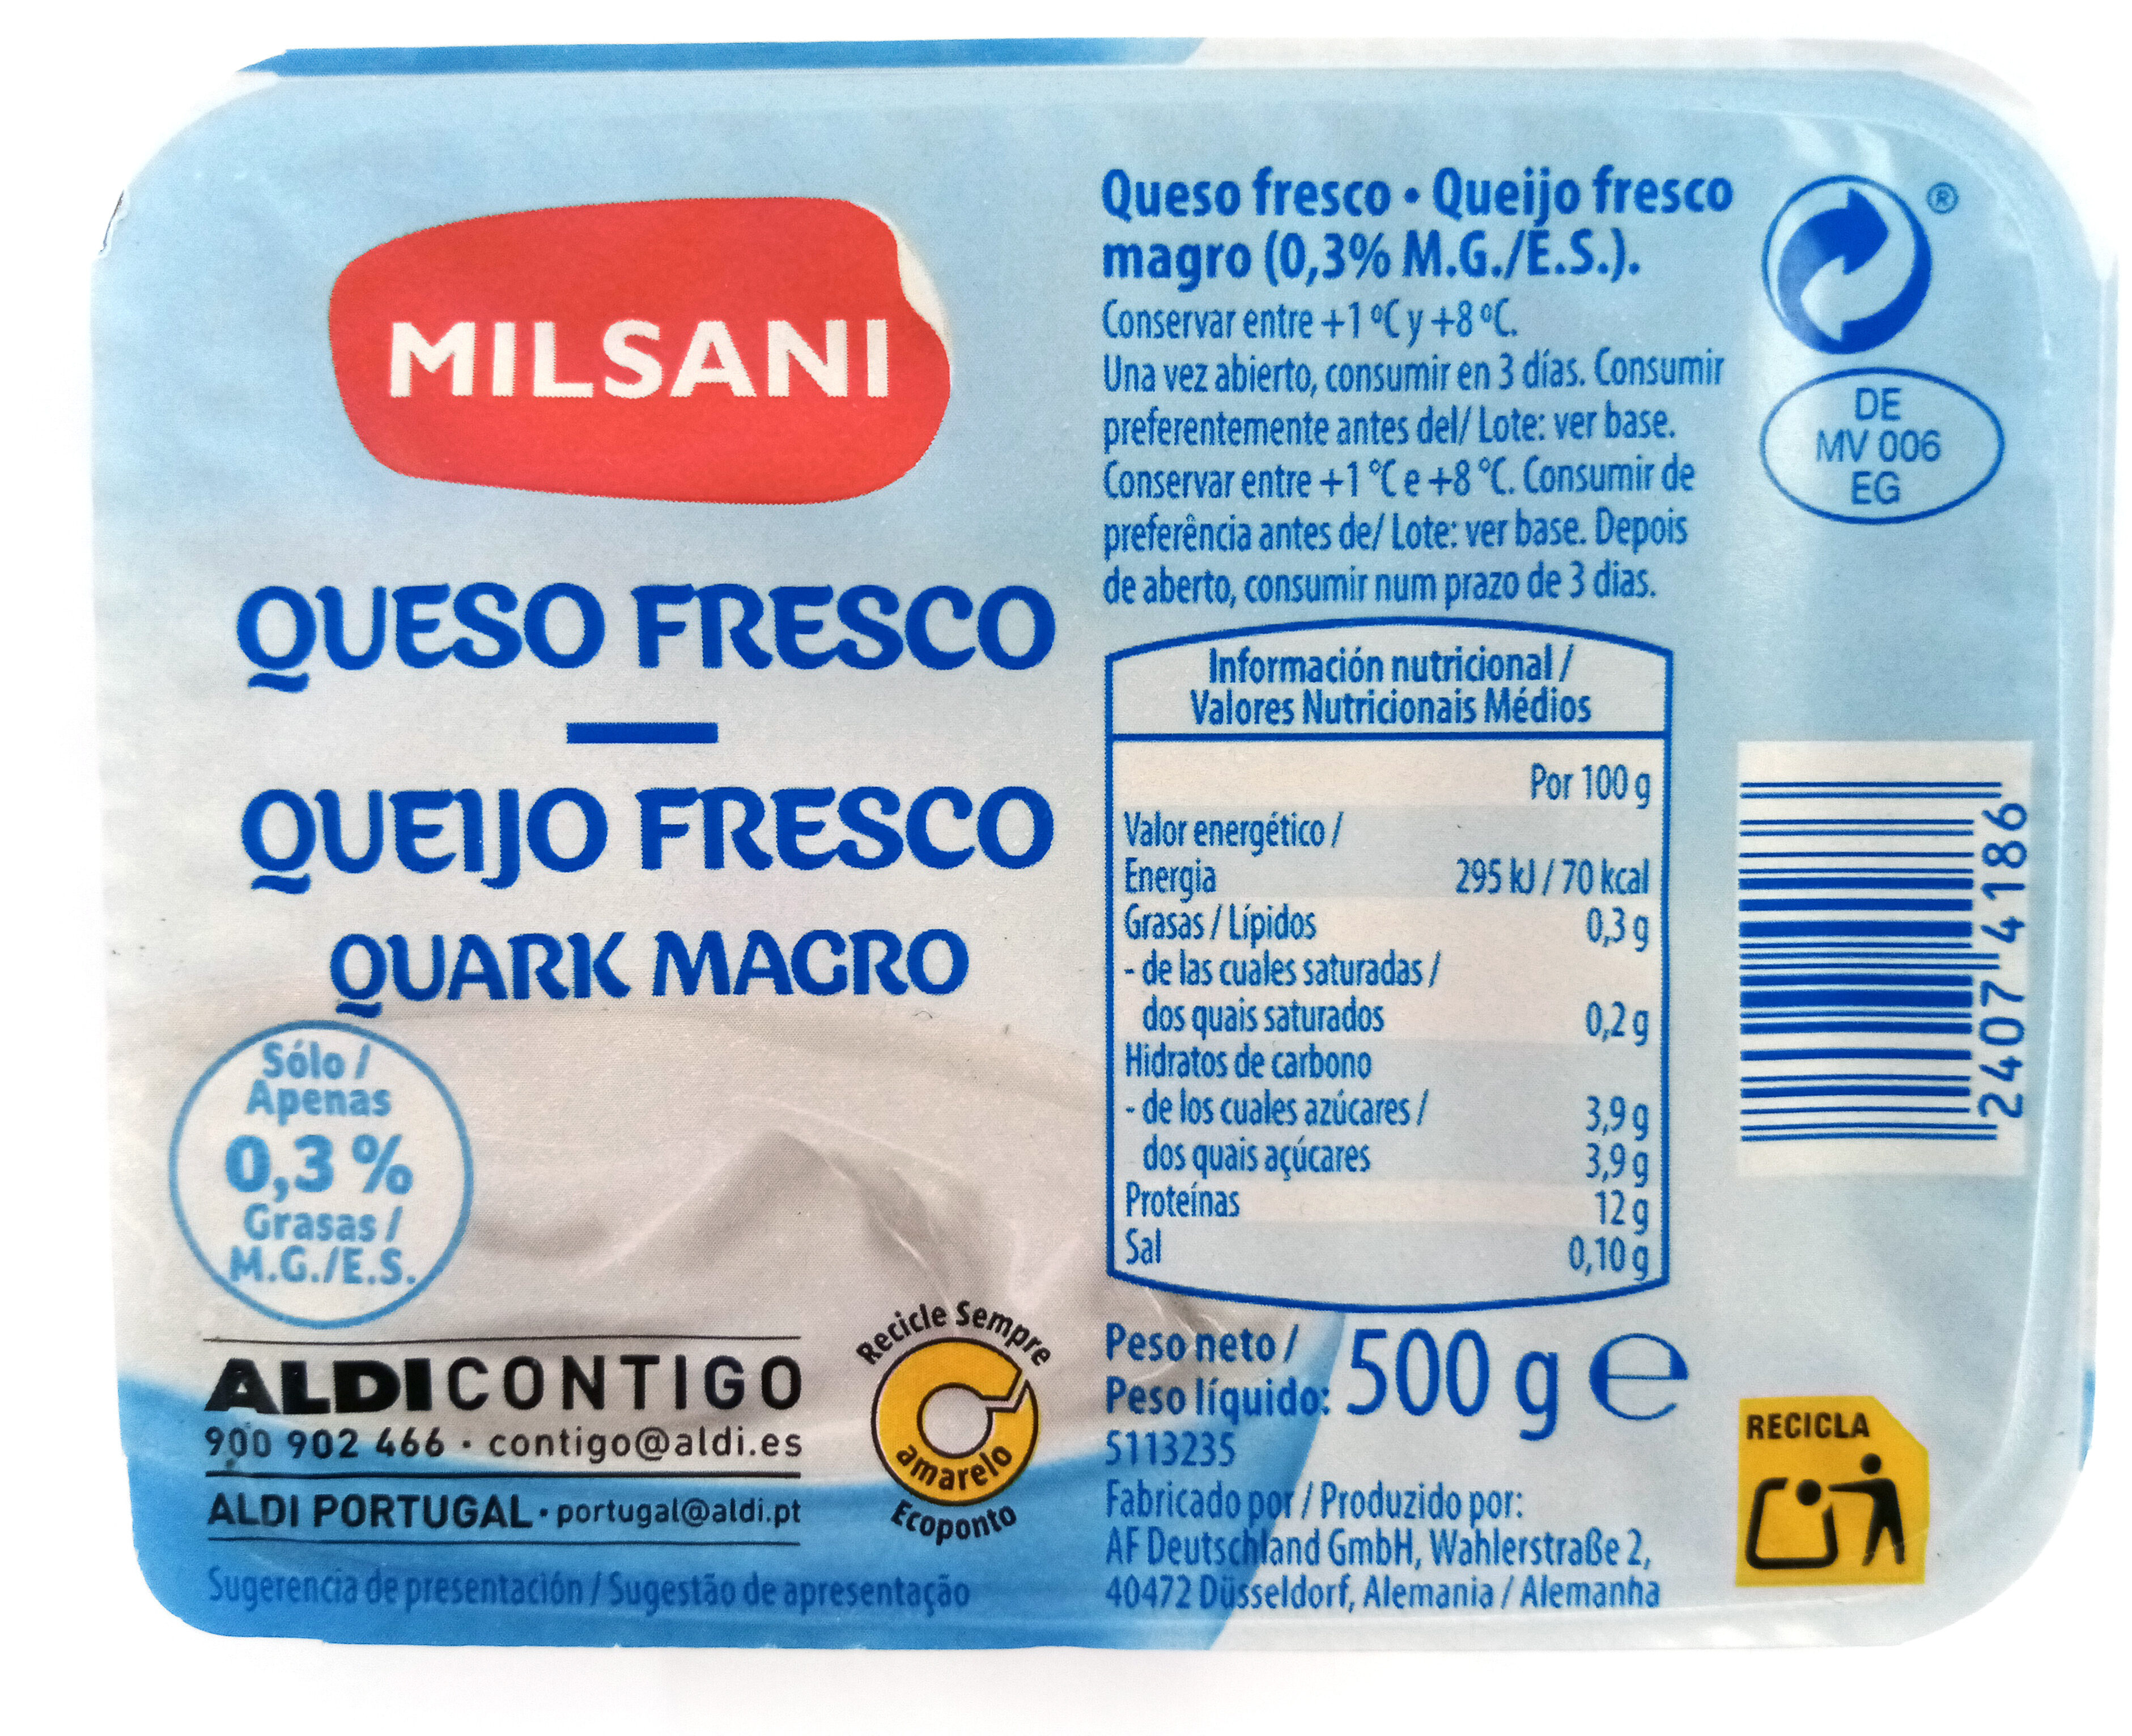 MILSANI
QUESO FRESCO
QUEIJO FRESCO
QUARK MAGRO
Sólo /
Apenas
0,3 %
Grasas /
M.G./E.S.
ALDI CONTIGO
900 902 466 · contigo@aldi.es
ALDI PORTUGAL · portugal@aldi.pt
Sugerencia de presentación / Sugestão de apresentação
Recicle Sempre
amarelo
Ecoponto
Queso fresco • Queijo fresco
magro (0,3% M.G./E.S.).
Conservar entre +1 °C y +8 °C.
Una vez abierto, consumir en 3 días. Consumir
preferentemente antes del/ Lote: ver base.
Conservar entre +1 °C e +8 °C. Consumir de
preferência antes de/ Lote: ver base. Depois
de aberto, consumir num prazo de 3 dias.
Información nutricional /
Valores Nutricionais Médios
Por 100 g
Valor energético /
Energia 295 kJ / 70 kcal
Grasas / Lípidos 0,3 g
- de las cuales saturadas /
dos quais saturados 0,2 g
Hidratos de carbono
- de los cuales azúcares / 3,9 g
dos quais açúcares 3,9 g
Proteínas 12 g
Sal 0,10 g
Peso neto /
Peso líquido: 500 g e
5113235
Fabricado por / Produzido por:
AF Deutschland GmbH, Wahlerstraße 2,
40472 Düsseldorf, Alemania / Alemanha
®
DE
MV 006
EG
2407 4186
RECICLA